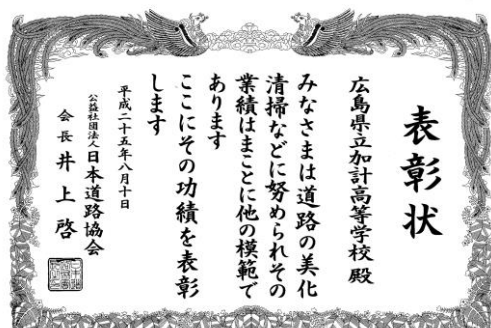 表彰状
広島県立加計高等学校 殿
みなさまは道路の美化
清掃などに努められその
業績はまことに他の模範で
あります
ここにその功績を表彰
します
平成二十五年八月十日
公益社団法人日本道路協会
会長 井上啓